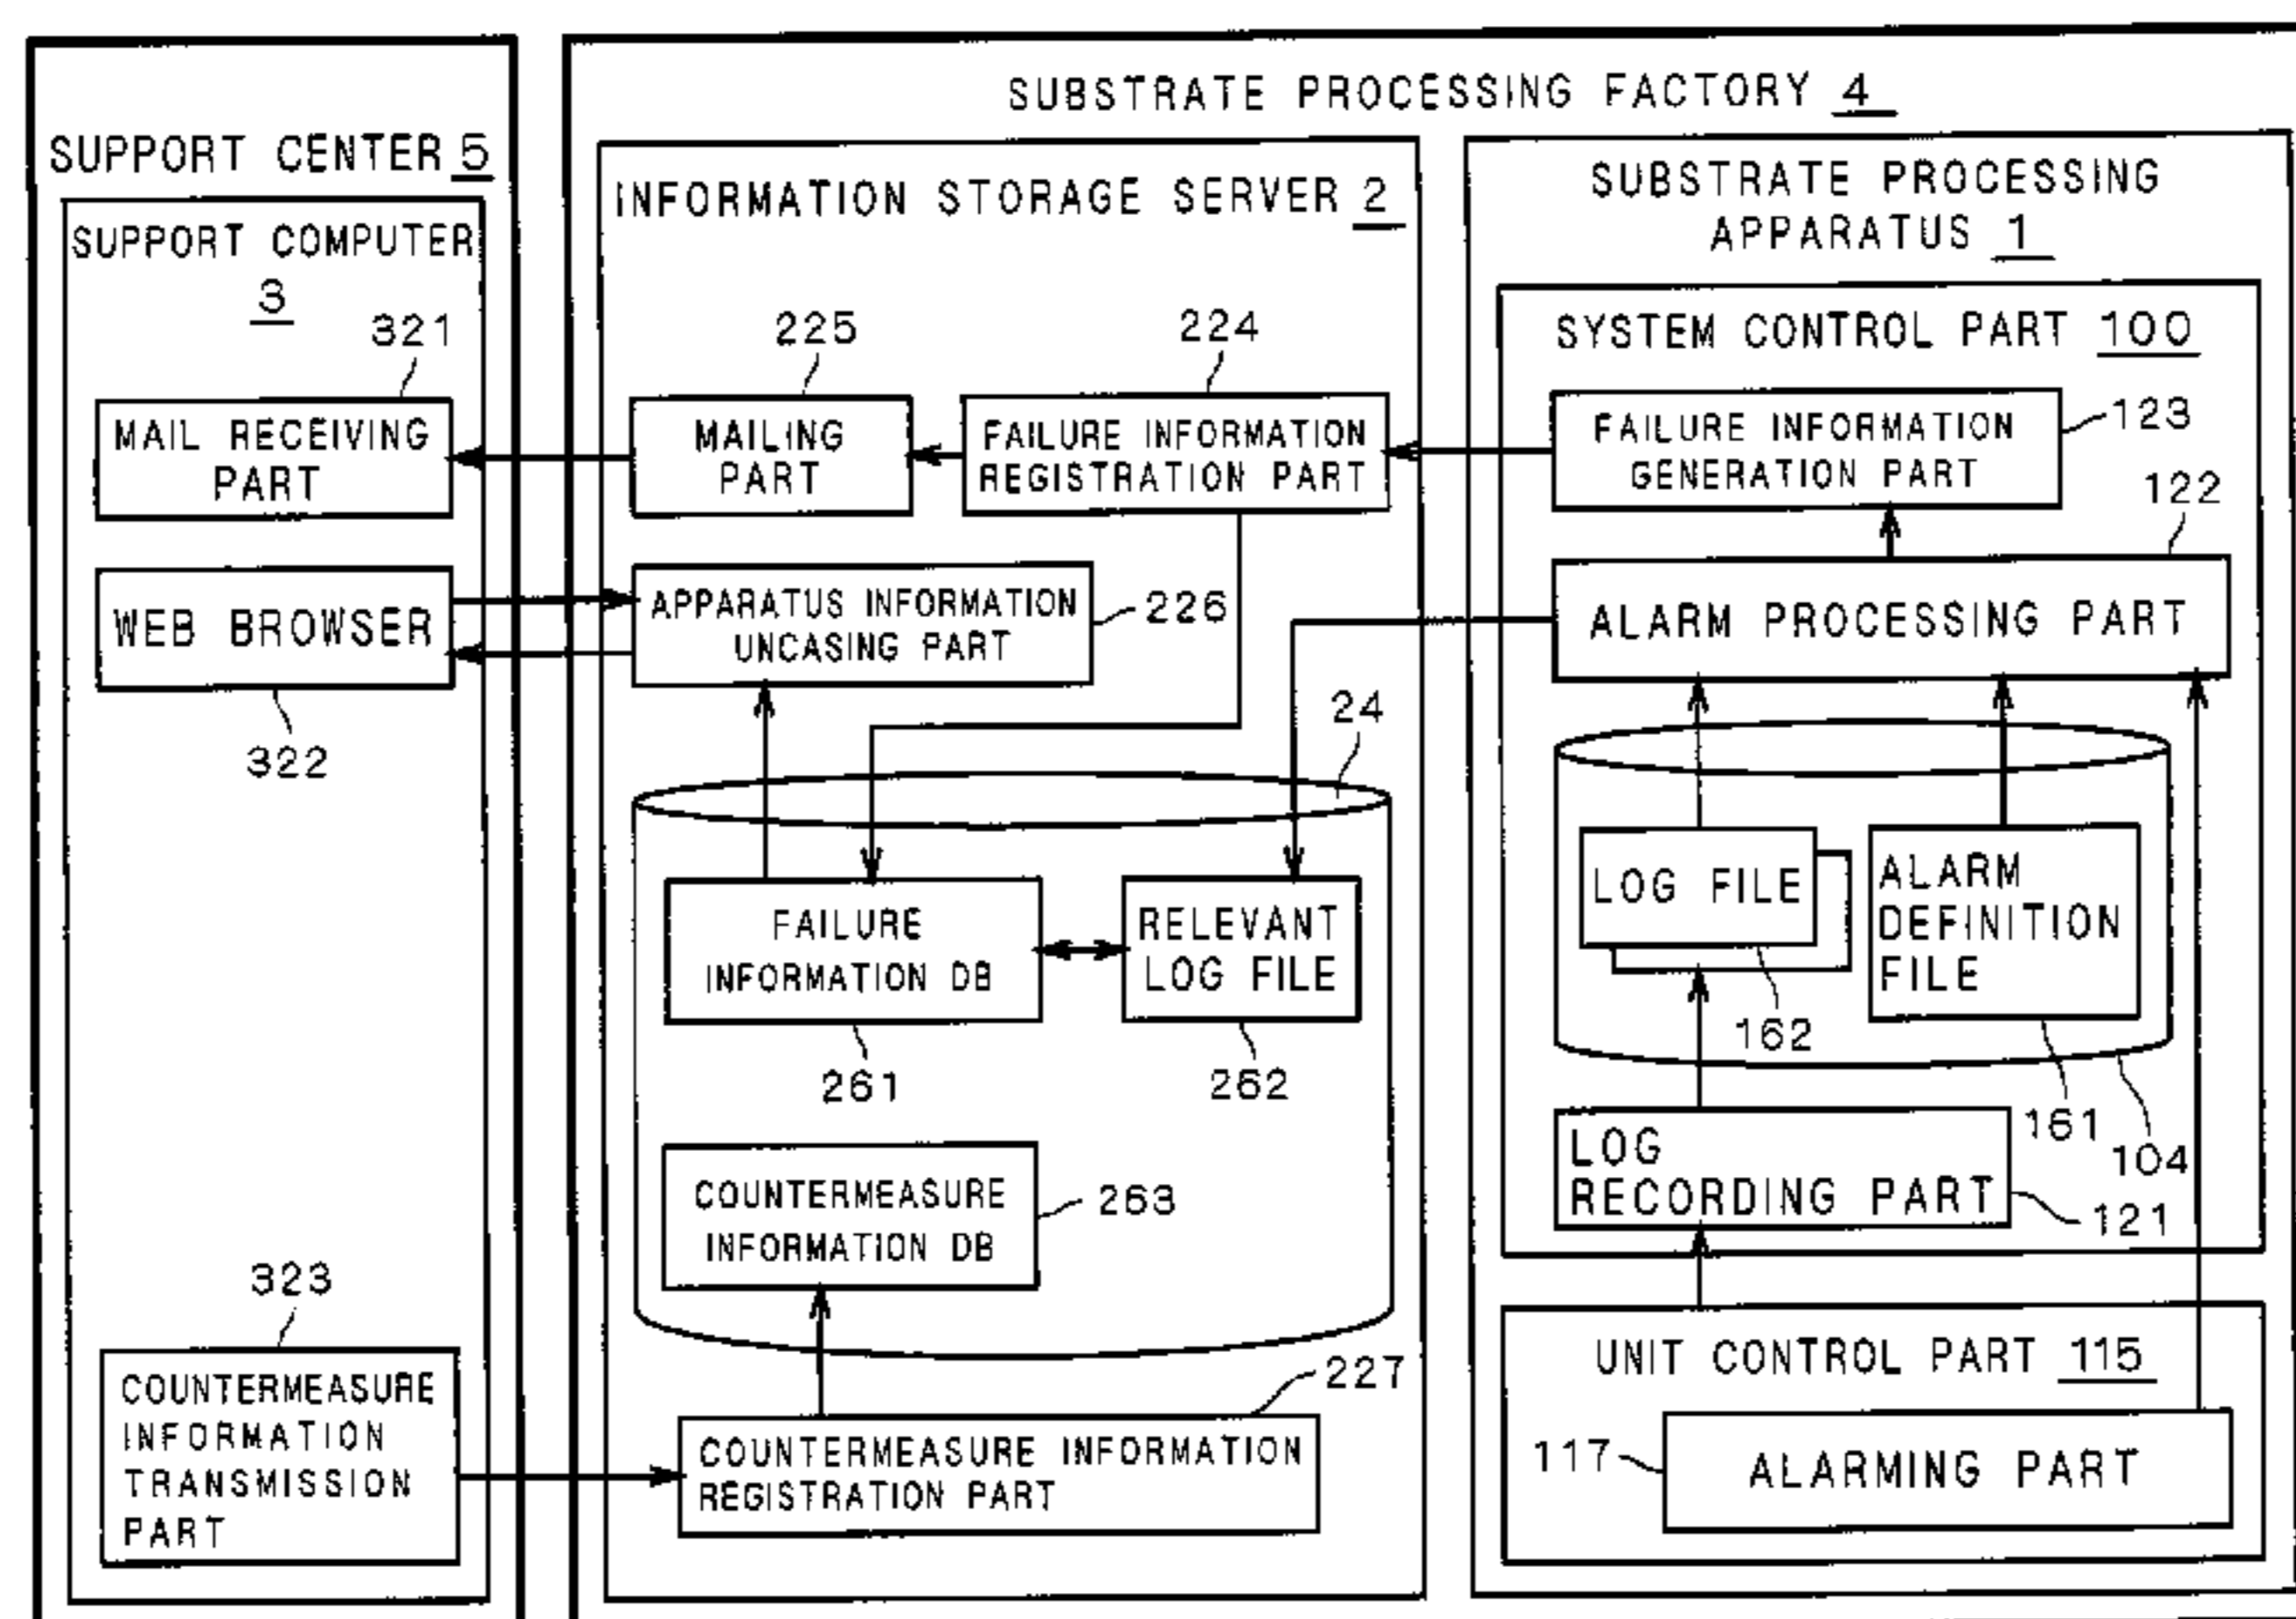 SUBSTRATE PROCESSING FACTORY 4
SUPPORT CENTER 5
SUPPORT COMPUTER
3
321
MAIL RECEIVING
PART
WEB BROWSER
322
323
COUNTERMEASURE
INFORMATION
TRANSMISSION
PART
INFORMATION STORAGE SERVER 2
225
224
MAILING
PART
FAILURE INFORMATION
REGISTRATION PART
APPARATUS INFORMATION
UNCASING PART
226
24
FAILURE
INFORMATION DB
RELEVANT
LOG FILE
261
262
COUNTERMEASURE
INFORMATION DB
263
227
COUNTERMEASURE INFORMATION
REGISTRATION PART
SUBSTRATE PROCESSING
APPARATUS 1
SYSTEM CONTROL PART 100
FAILURE INFORMATION
GENERATION PART
123
122
ALARM PROCESSING PART
LOG FILE
ALARM
DEFINITION
FILE
162
161
104
LOG
RECORDING PART
121
UNIT CONTROL PART 115
117
ALARMING PART